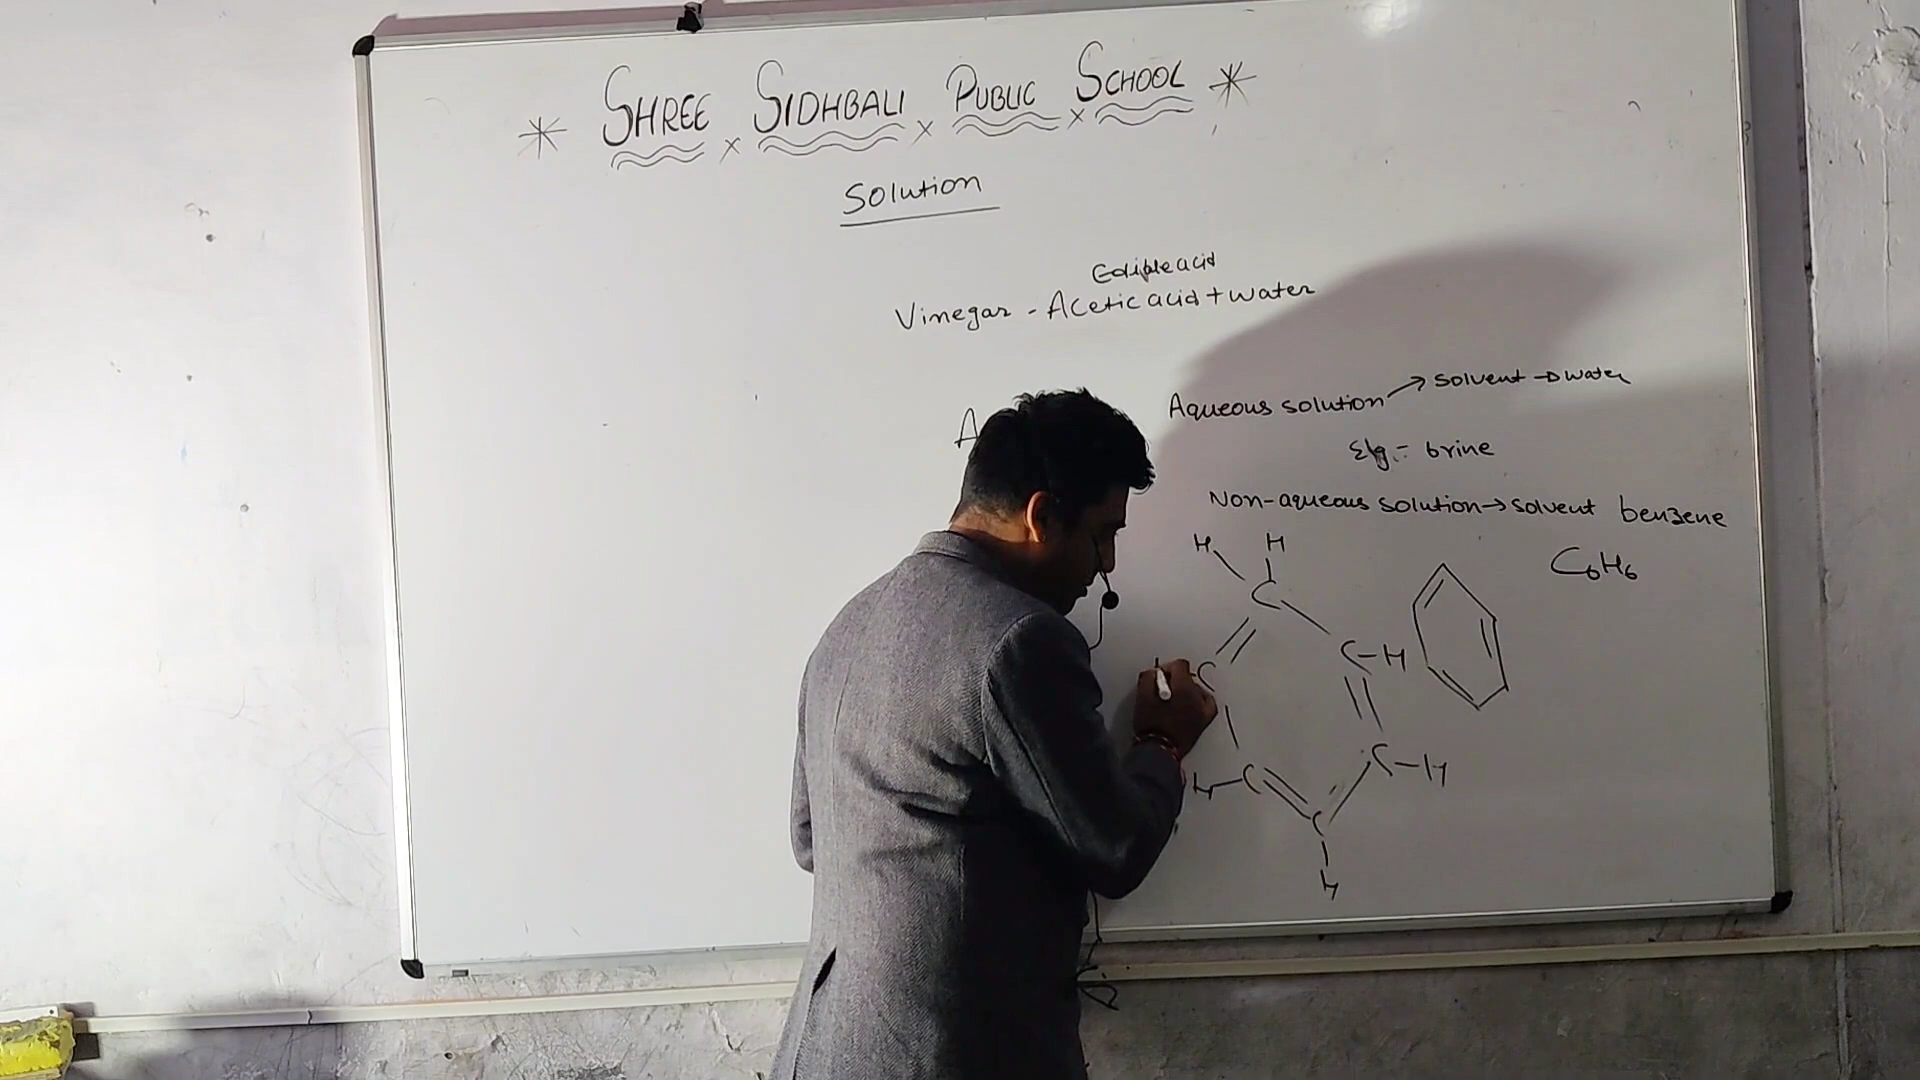 * SHREE x SIDHBALI x PUBLIC x SCHOOL *
Solution
Edible acid
Vinegar - Acetic acid + water
A
Aqueous solution → solvent → water
E/g.:- brine
Non-aqueous solution → solvent benzene
C6H6
H H
C
C
C-H
C-H
H-C
C
H